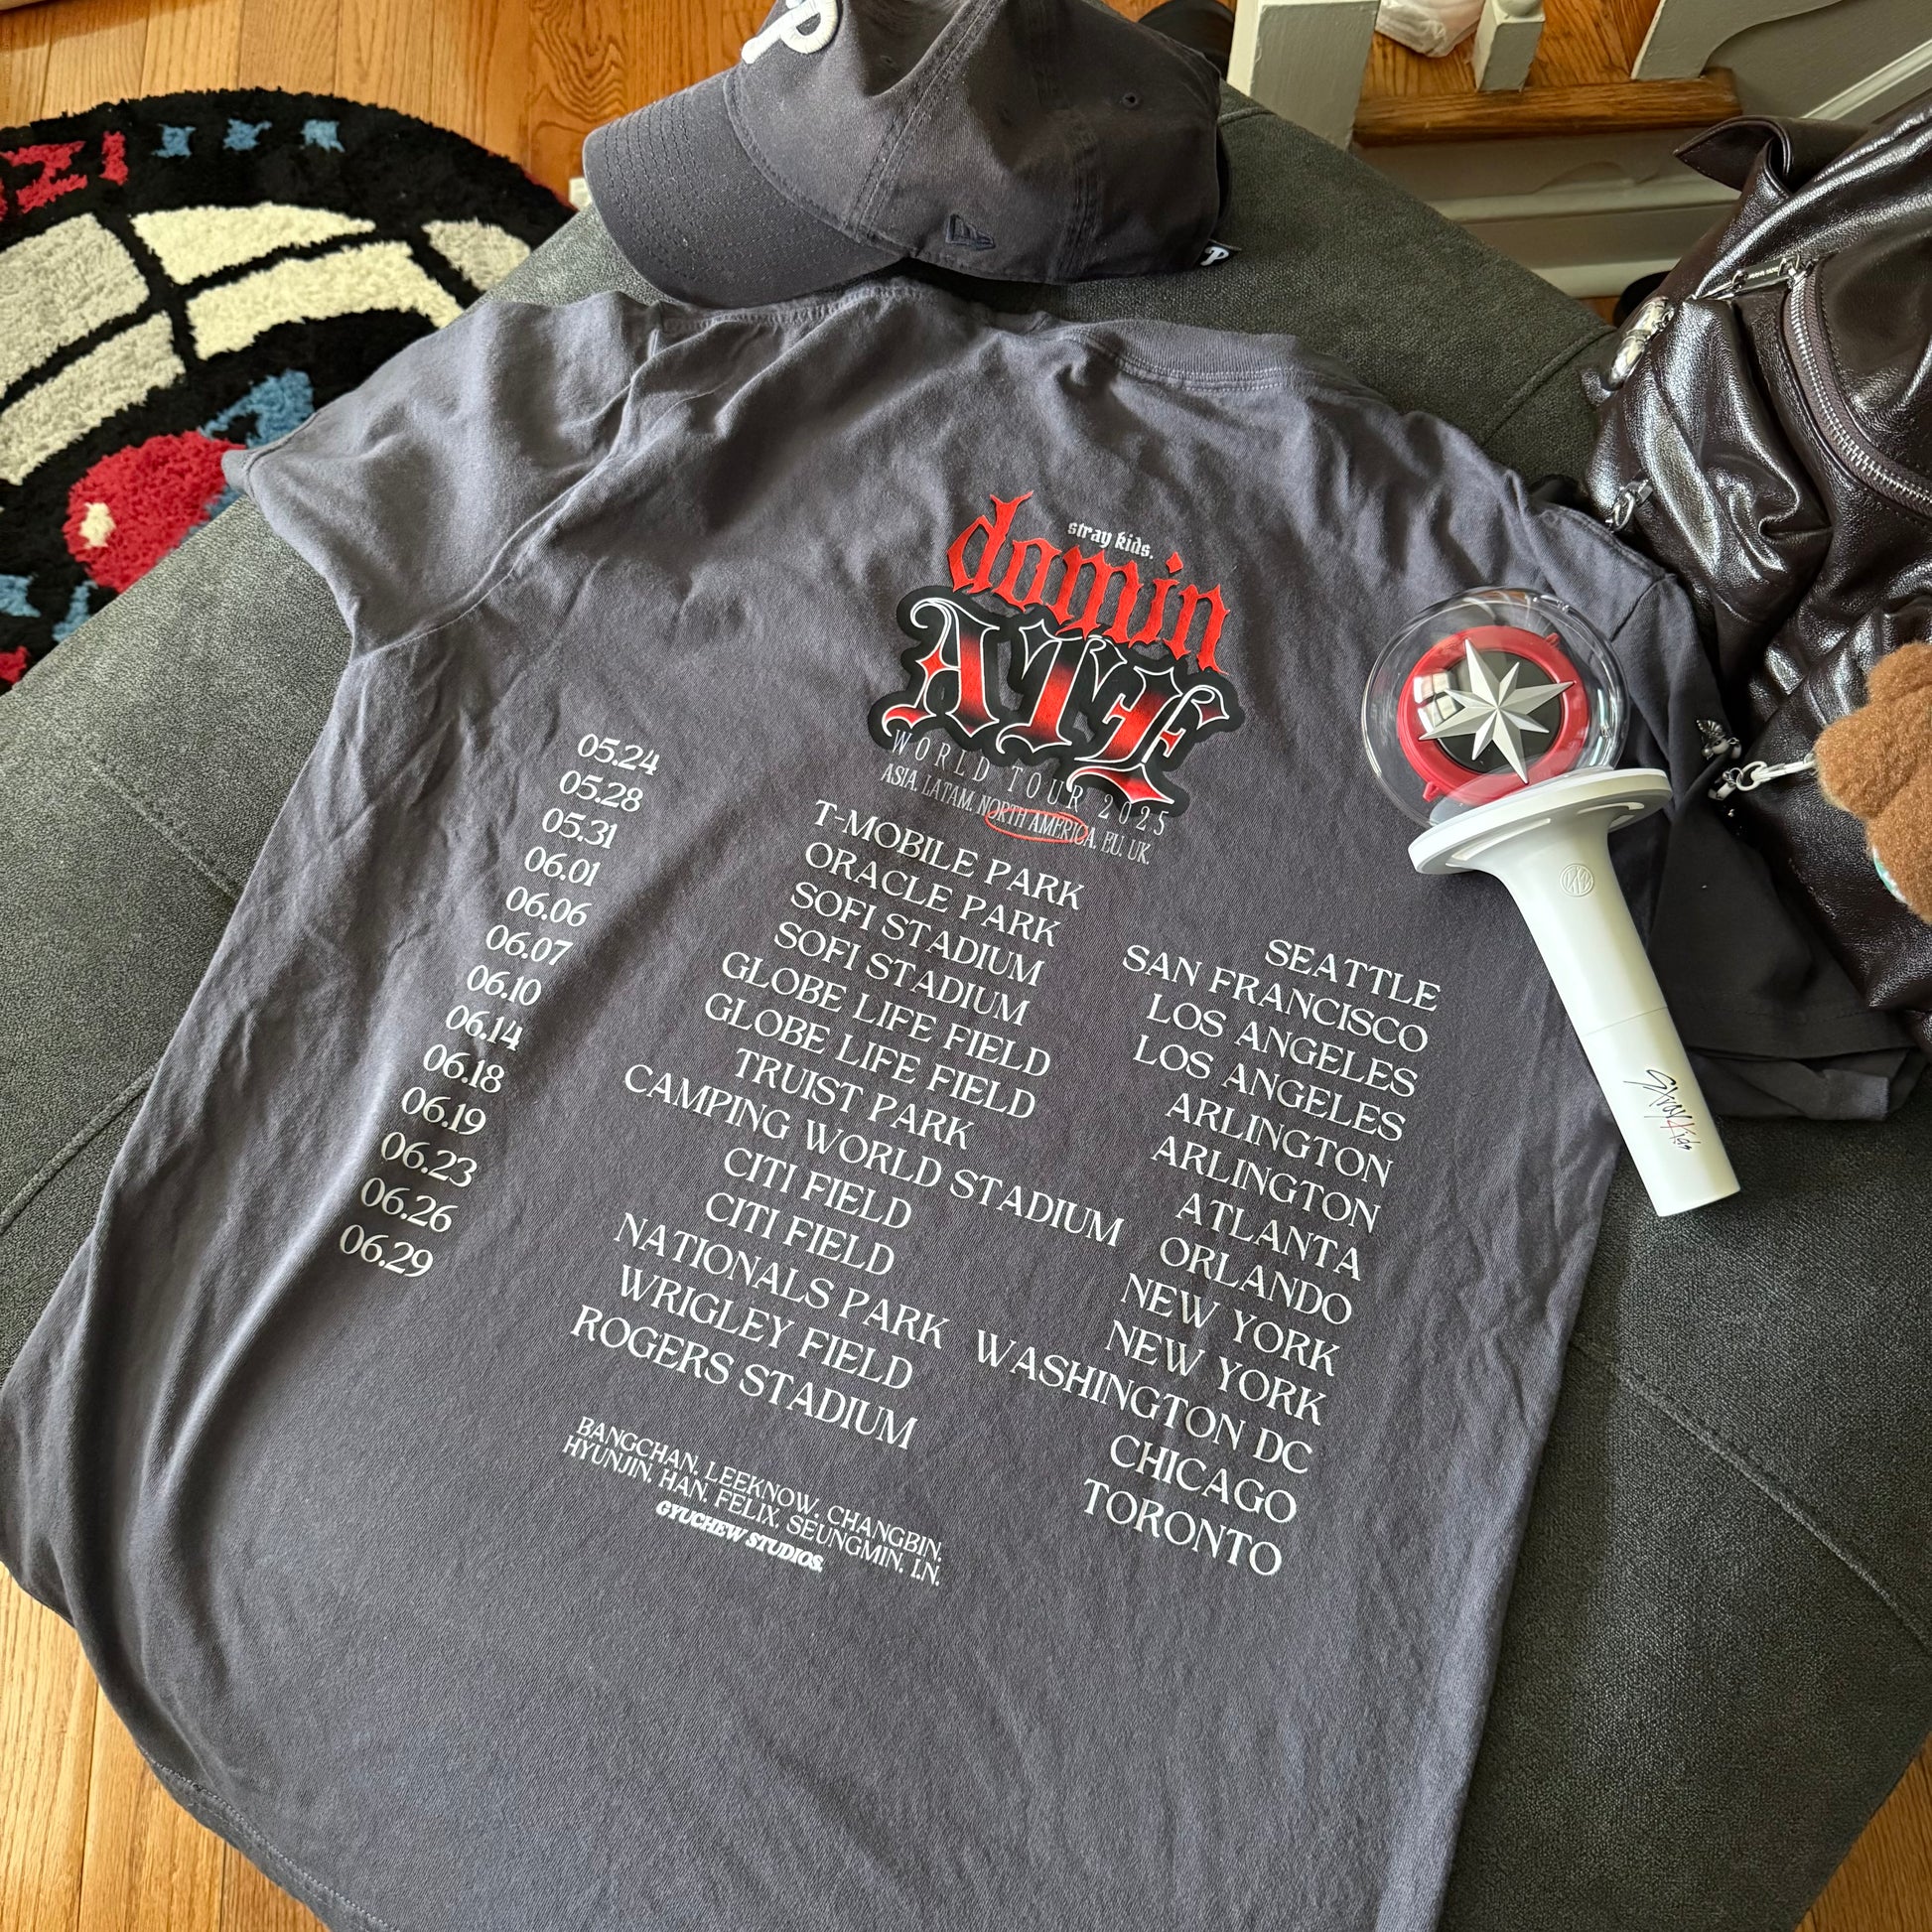 P
P
stray kids.
domin
ATE
WORLD TOUR 2025
ASIA. LATAM. NORTH AMERICA. EU. UK.
05.24 T-MOBILE PARK SEATTLE
05.28 ORACLE PARK SAN FRANCISCO
05.31 SOFI STADIUM LOS ANGELES
06.01 SOFI STADIUM LOS ANGELES
06.06 GLOBE LIFE FIELD ARLINGTON
06.07 GLOBE LIFE FIELD ARLINGTON
06.10 TRUIST PARK ATLANTA
06.14 CAMPING WORLD STADIUM ORLANDO
06.18 CITI FIELD NEW YORK
06.19 CITI FIELD NEW YORK
06.23 NATIONALS PARK WASHINGTON DC
06.26 WRIGLEY FIELD CHICAGO
06.29 ROGERS STADIUM TORONTO
BANGCHAN, LEEKNOW, CHANGBIN,
HYUNJIN, HAN, FELIX, SEUNGMIN, I.N.
GYUCHEW STUDIOS.
Stray Kids